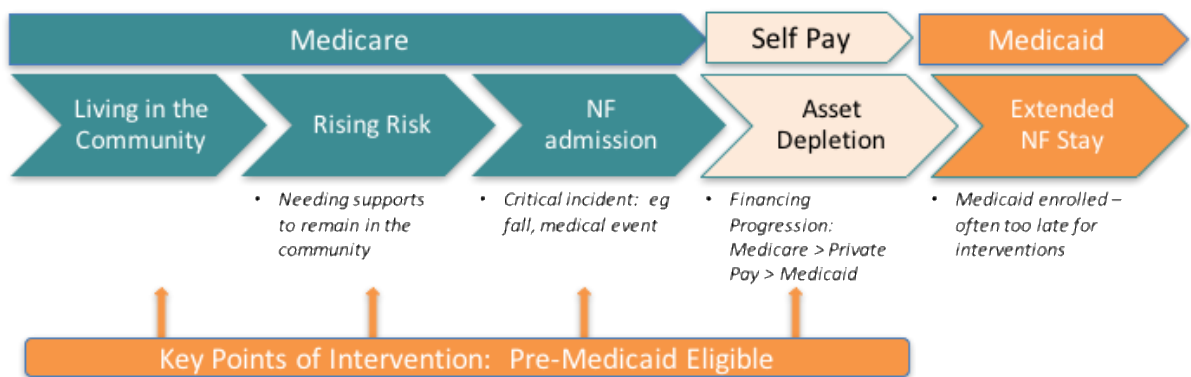 Medicare
Self Pay
Medicaid
Living in the
Community
Rising Risk
NF
admission
Asset
Depletion
Extended
NF Stay
• Needing supports
to remain in the
community
• Critical incident: eg
fall, medical event
• Financing
Progression:
Medicare > Private
Pay > Medicaid
• Medicaid enrolled –
often too late for
interventions
Key Points of Intervention: Pre-Medicaid Eligible